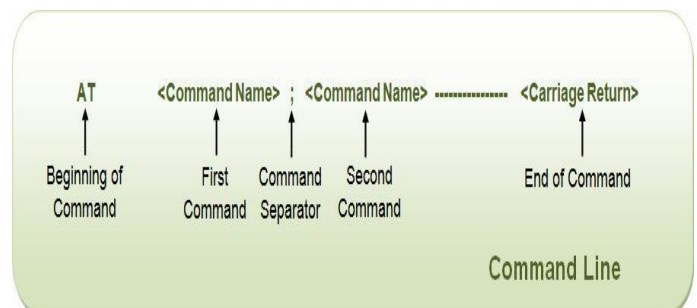 AT <Command Name> ; <Command Name> --------------- <Carriage Return>
Beginning of Command
First Command
Command Separator
Second Command
End of Command
Command Line